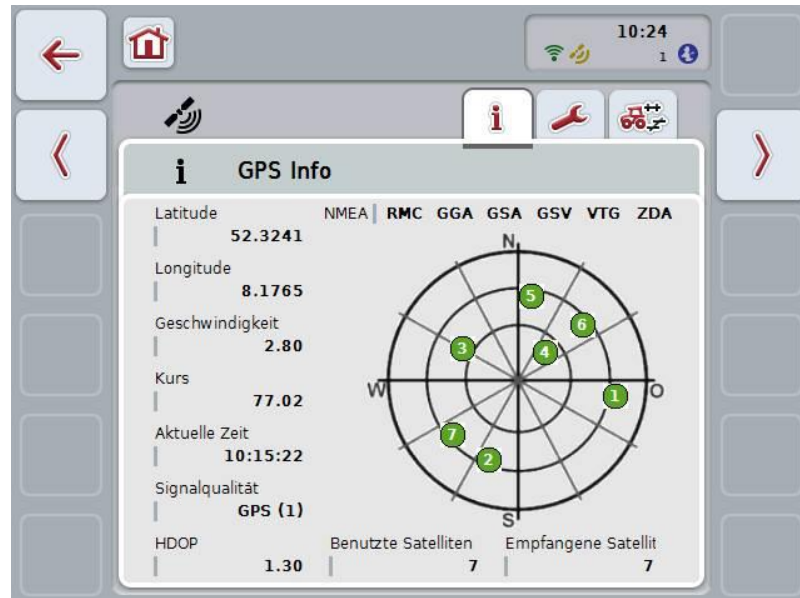 10:24
1
i
i GPS Info
Latitude
52.3241
Longitude
8.1765
Geschwindigkeit
2.80
Kurs
77.02
Aktuelle Zeit
10:15:22
Signalqualität
GPS (1)
HDOP
1.30
NMEA RMC GGA GSA GSV VTG ZDA
N
5
6
3
4
W
1
O
7
2
S
Benutzte Satelliten
7
Empfangene Satellit
7